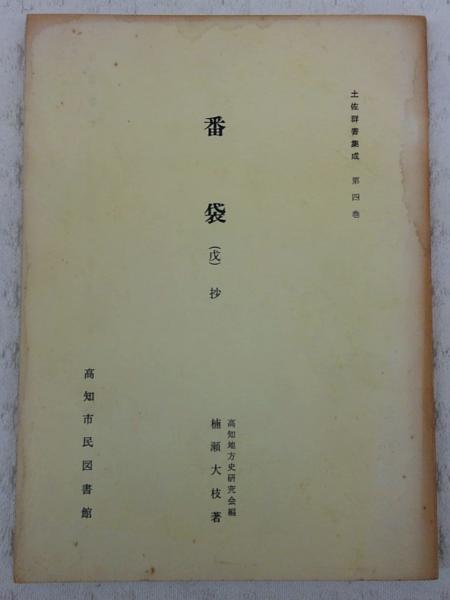 土佐群書集成 第四巻
番袋(戊)抄
高知地方史研究会編
楠瀬大枝著
高知市民図書館